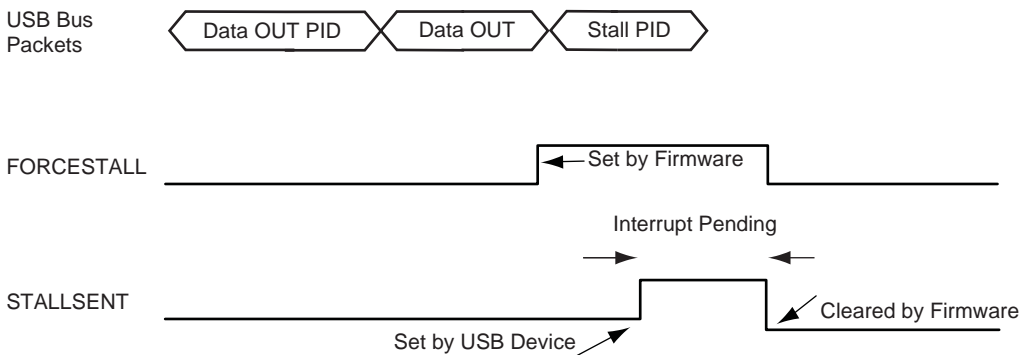 USB Bus
Packets
Data OUT PID
Data OUT
Stall PID
FORCESTALL
Set by Firmware
Interrupt Pending
STALLSENT
Cleared by Firmware
Set by USB Device